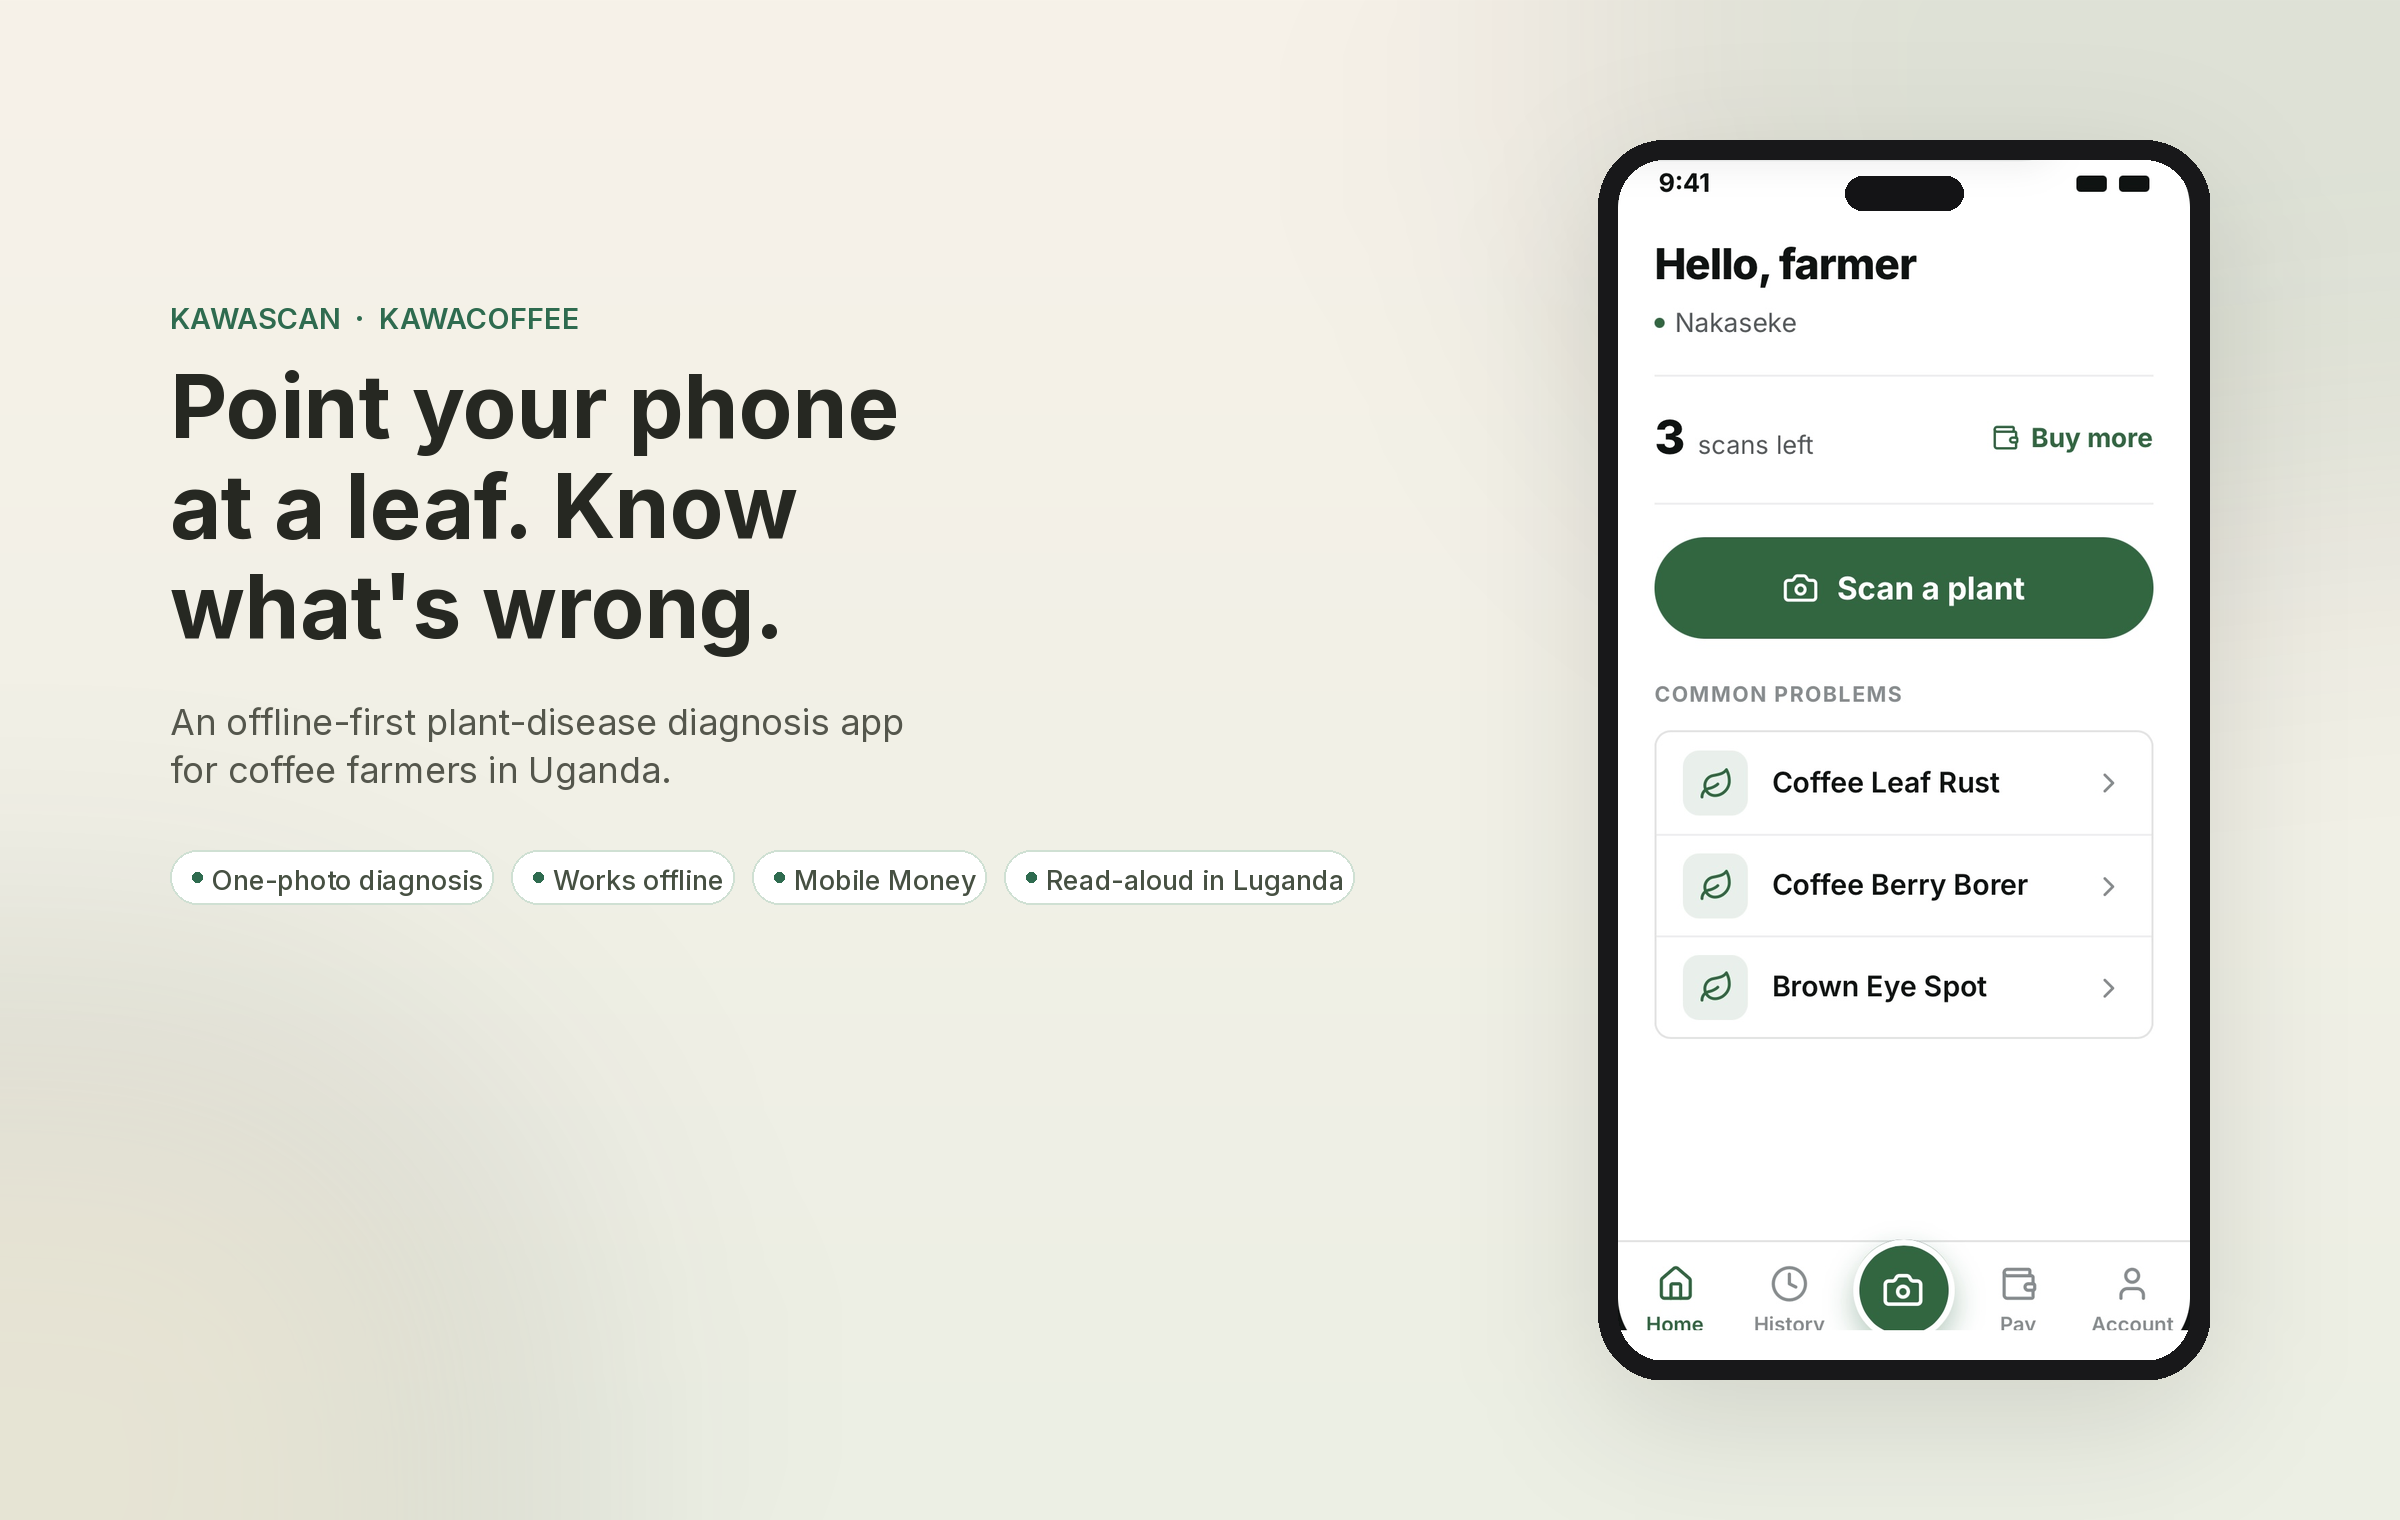 KAWASCAN · KAWACOFFEE
Point your phone
at a leaf. Know
what's wrong.
An offline-first plant-disease diagnosis app
for coffee farmers in Uganda.
One-photo diagnosis
Works offline
Mobile Money
Read-aloud in Luganda
9:41
Hello, farmer
Nakaseke
3 scans left
Buy more
Scan a plant
COMMON PROBLEMS
Coffee Leaf Rust
Coffee Berry Borer
Brown Eye Spot
Home
History
Pay
Account